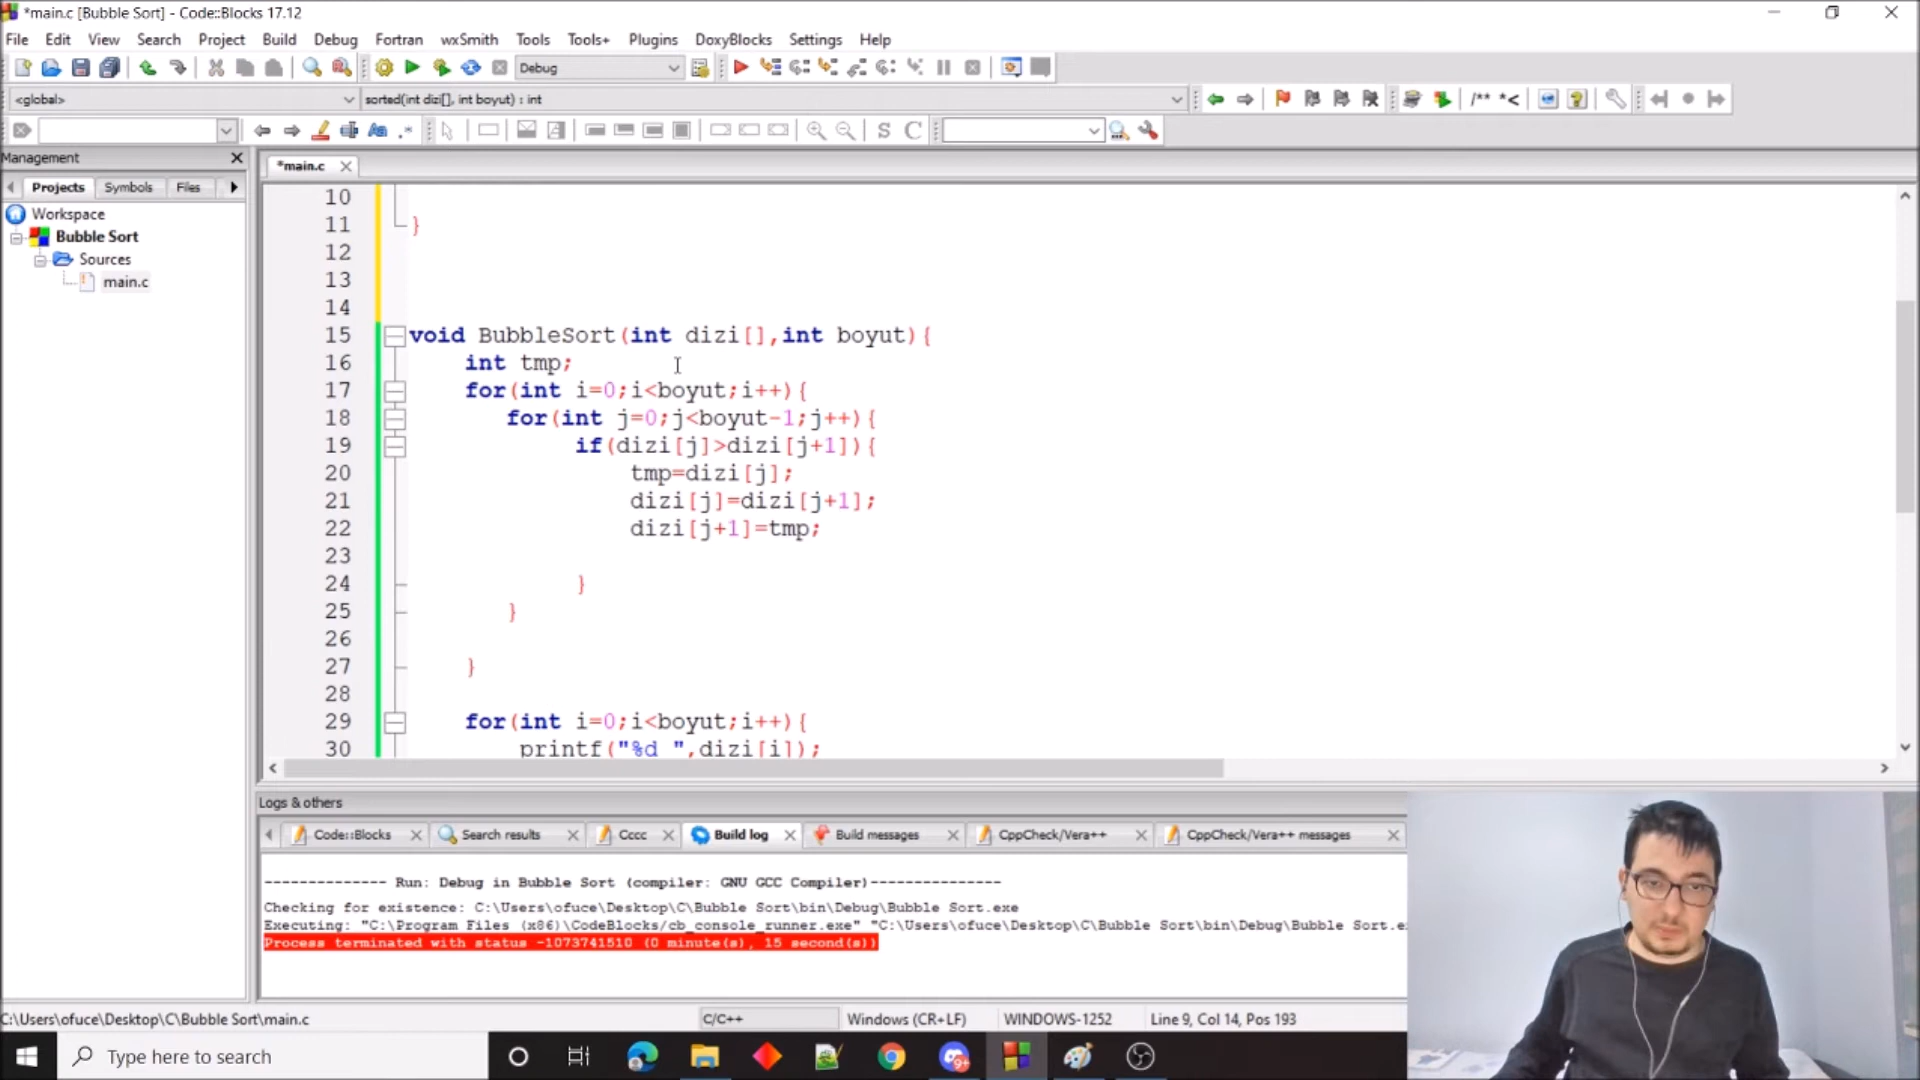 *main.c [Bubble Sort] - Code::Blocks 17.12
File Edit View Search Project Build Debug Fortran wxSmith Tools Tools+ Plugins DoxyBlocks Settings Help
Debug
<global> sorted(int dizi[], int boyut) : int
/** *<
S C
Management
Projects Symbols Files
Workspace
Bubble Sort
Sources
main.c
*main.c
10
11 }
12
13
14
15 void BubbleSort(int dizi[],int boyut){
16 int tmp;
17 for(int i=0;i<boyut;i++){
18 for(int j=0;j<boyut-1;j++){
19 if(dizi[j]>dizi[j+1]){
20 tmp=dizi[j];
21 dizi[j]=dizi[j+1];
22 dizi[j+1]=tmp;
23
24 }
25 }
26
27 }
28
29 for(int i=0;i<boyut;i++){
30 printf("%d ",dizi[i]);
Logs & others
Code::Blocks Search results Cccc Build log Build messages CppCheck/Vera++ CppCheck/Vera++ messages
-------------- Run: Debug in Bubble Sort (compiler: GNU GCC Compiler)---------------
Checking for existence: C:\Users\ofuce\Desktop\C\Bubble Sort\bin\Debug\Bubble Sort.exe
Executing: "C:\Program Files (x86)\CodeBlocks/cb_console_runner.exe" "C:\Users\ofuce\Desktop\C\Bubble Sort\bin\Debug\Bubble Sort.e
Process terminated with status -1073741510 (0 minute(s), 15 second(s))
C:\Users\ofuce\Desktop\C\Bubble Sort\main.c C/C++ Windows (CR+LF) WINDOWS-1252 Line 9, Col 14, Pos 193
Type here to search